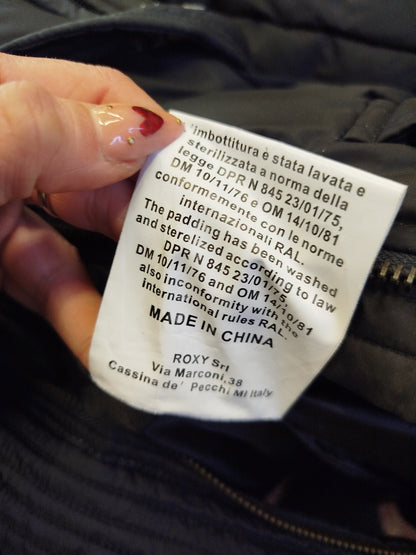 'imbottitura è stata lavata e
sterilizzata a norma della
legge DPR N 845 23/01/75,
DM 10/11/76 e OM 14/10/81
conformemente con le norme
internazionali RAL.
The padding has been washed
and sterelized according to law
DPR N 845 23/01/75,
DM 10/11/76 and OM 14/10/81
also inconformity with the
international rules RAL.
MADE IN CHINA
ROXY Srl
Via Marconi,38
Cassina de' Pecchi MI Italy